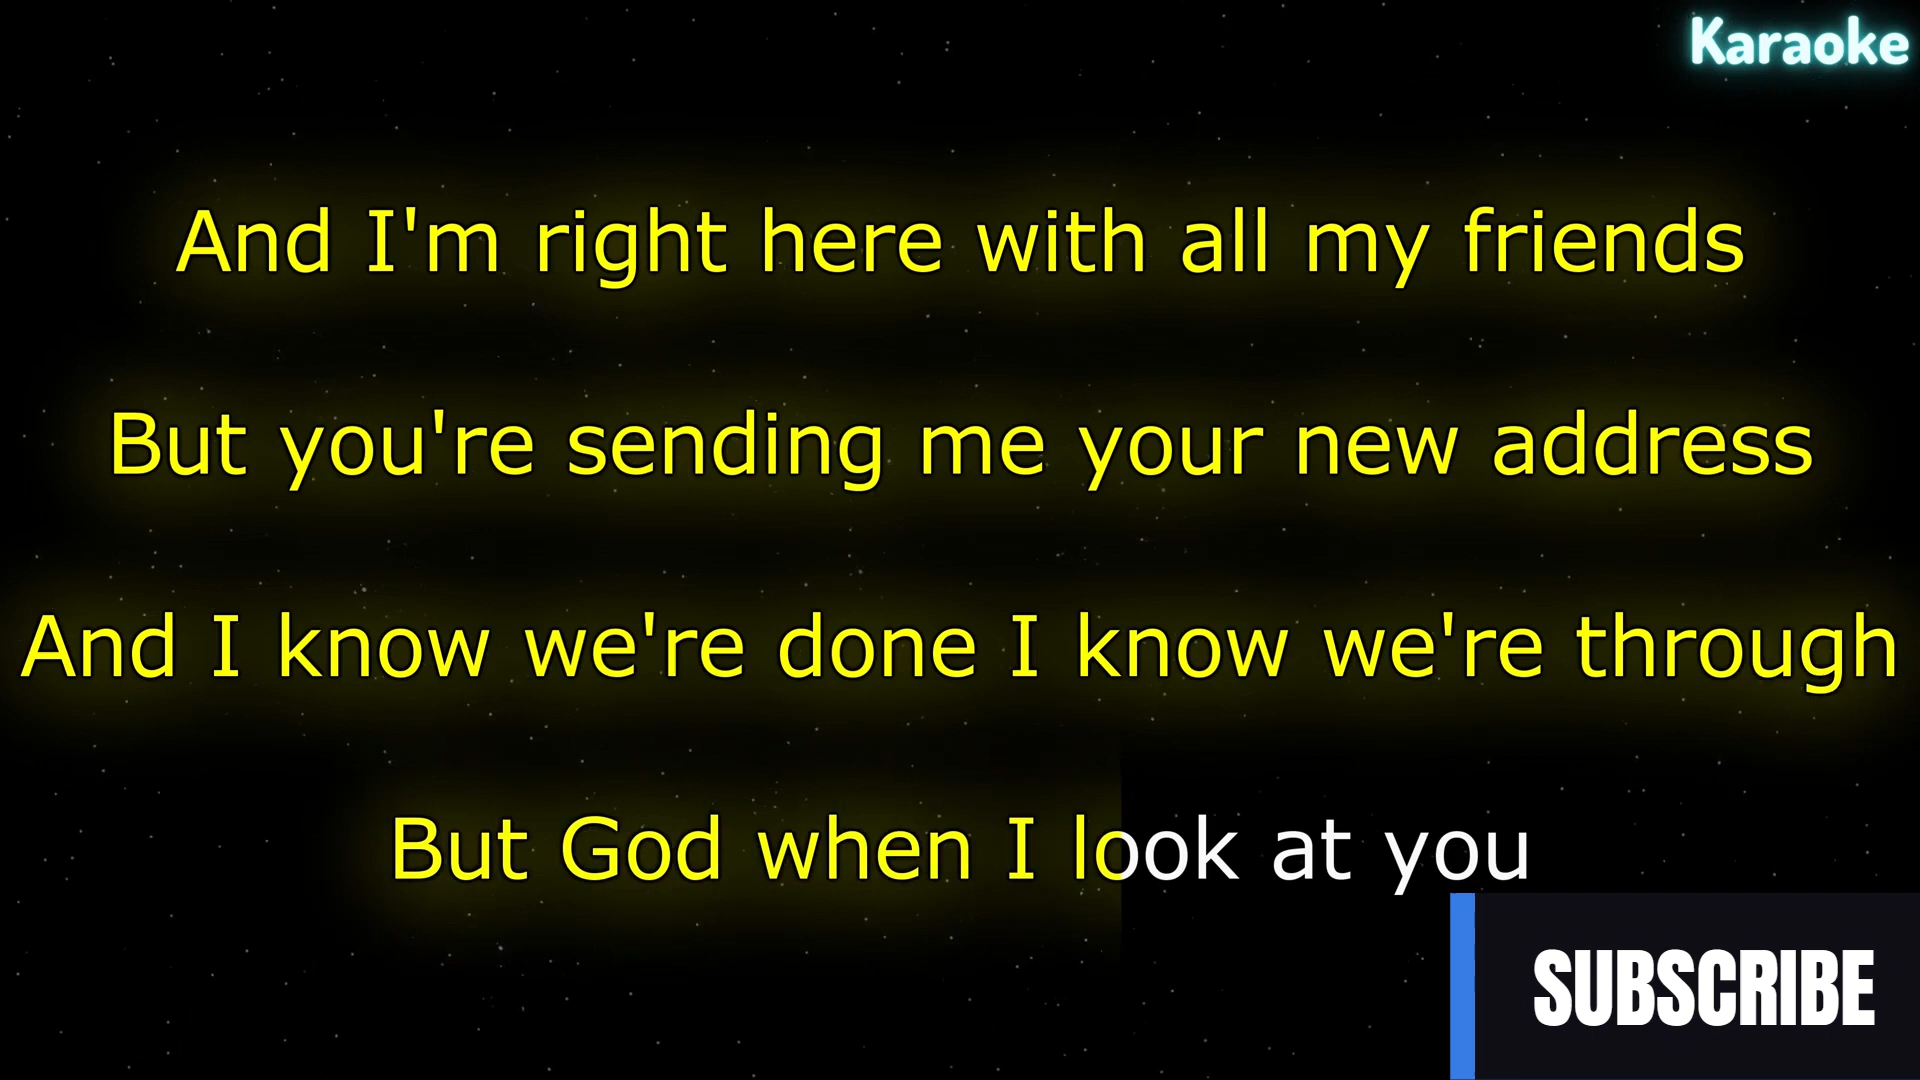 Karaoke
And I'm right here with all my friends
But you're sending me your new address
And I know we're done I know we're through
But God when I look at you
SUBSCRIBE